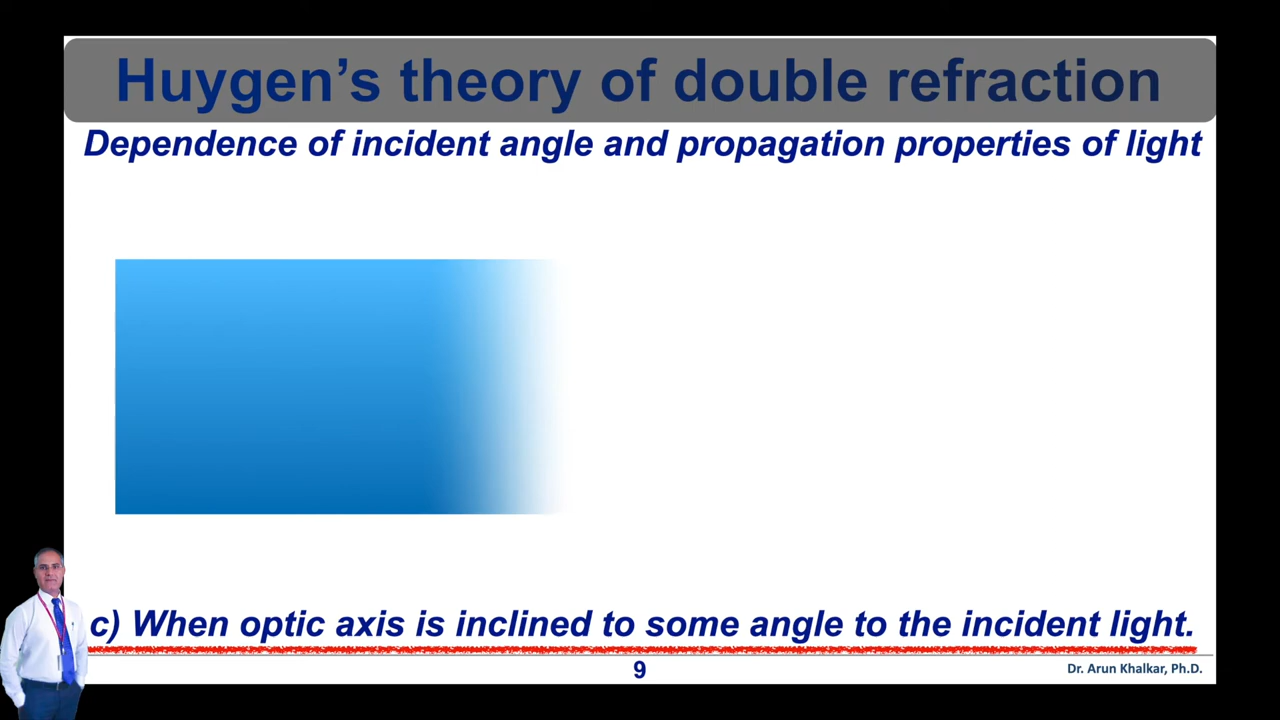 Huygen’s theory of double refraction
Dependence of incident angle and propagation properties of light
c) When optic axis is inclined to some angle to the incident light.
9
Dr. Arun Khalkar, Ph.D.